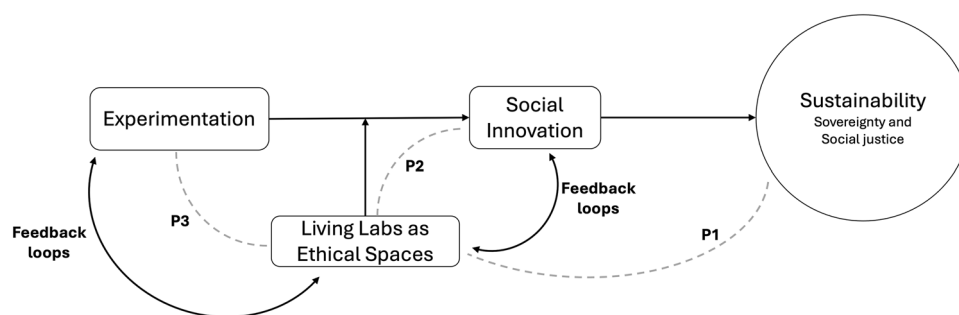 Experimentation
Social
Innovation
Sustainability
Sovereignty and
Social justice
P2
P3
Feedback
loops
Living Labs as
Ethical Spaces
Feedback
loops
P1